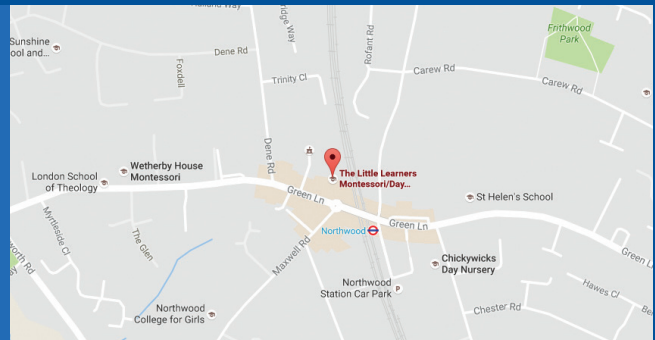 Sunshine
ool and...
Dene Rd
Foxdell
Trinity Cl
Rofant Rd
Carew Rd
Frithwood
Park
Carew Rd
Dene Rd
Wetherby House
Montessori
London School
of Theology
The Little Learners
Montessori/Day...
Green Ln
St Helen's School
Green Ln
Northwood
Myrtleside Cl
The Glen
Maxwell Rd
Chickywicks
Day Nursery
Green L
Northwood
Station Car Park
P
Hawes Cl
Chester Rd
Be
Northwood
College for Girls